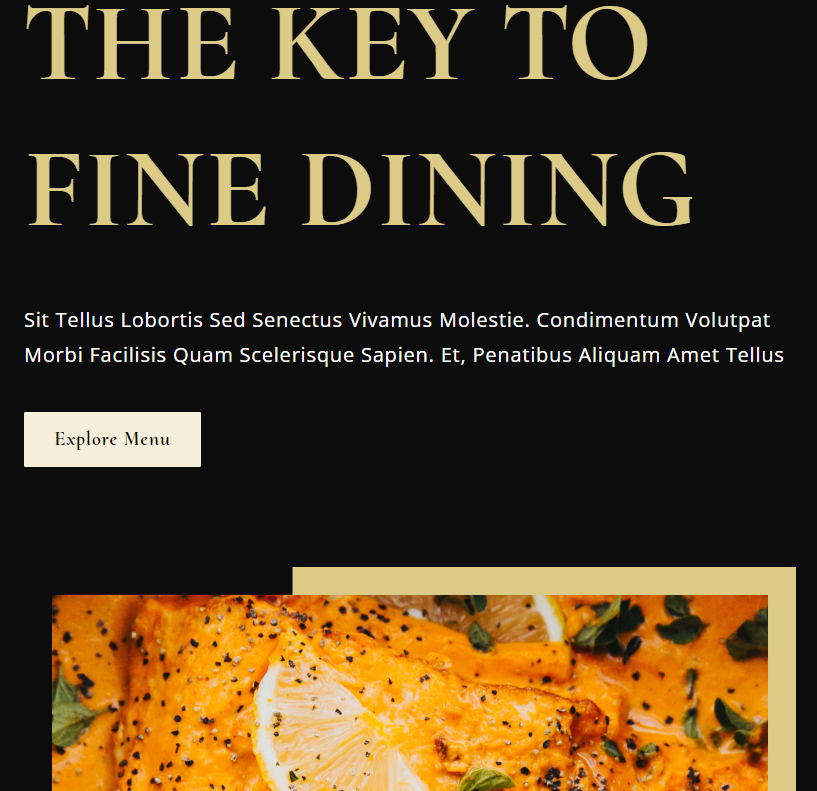 THE KEY TO
FINE DINING
Sit Tellus Lobortis Sed Senectus Vivamus Molestie. Condimentum Volutpat
Morbi Facilisis Quam Scelerisque Sapien. Et, Penatibus Aliquam Amet Tellus
Explore Menu